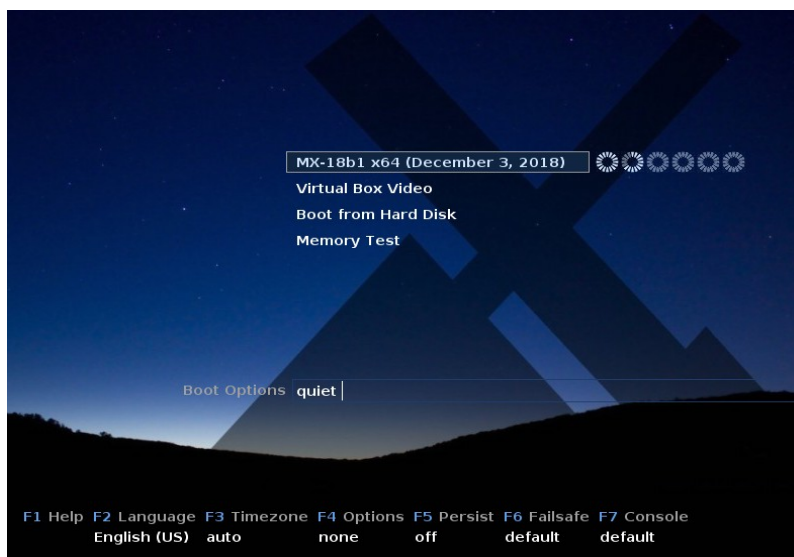 MX-18b1 x64 (December 3, 2018)
Virtual Box Video
Boot from Hard Disk
Memory Test
Boot Options quiet
F1 Help F2 Language F3 Timezone F4 Options F5 Persist F6 Failsafe F7 Console
English (US) auto none off default default